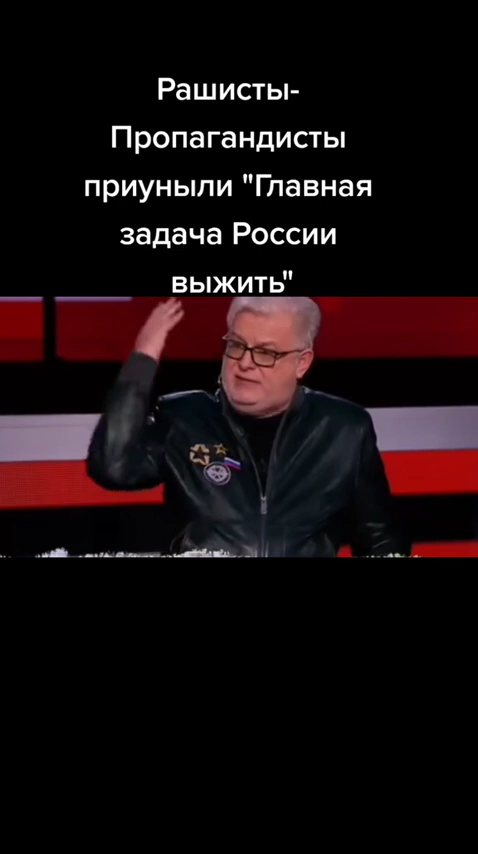 Рашисты-
Пропагандисты
приуныли "Главная
задача России
выжить"